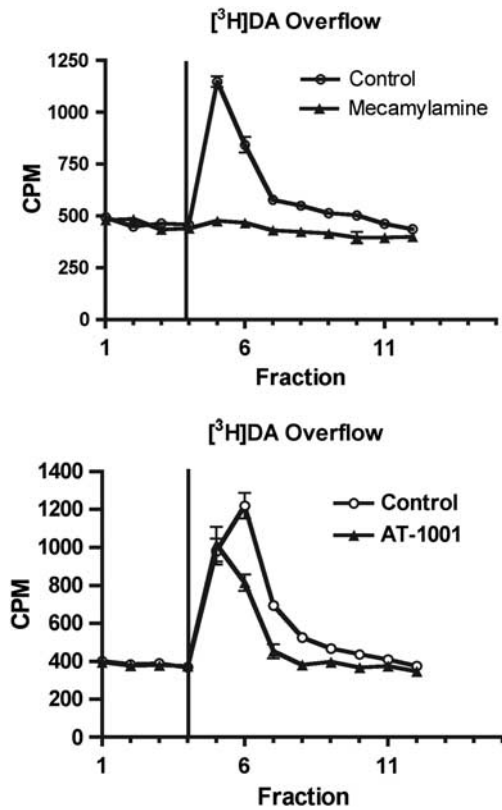 [³H]DA Overflow
1250
1000
750
500
250
0
CPM
Control
Mecamylamine
1 6 11
Fraction
[³H]DA Overflow
1400
1200
1000
800
600
400
200
0
CPM
Control
AT-1001
1 6 11
Fraction